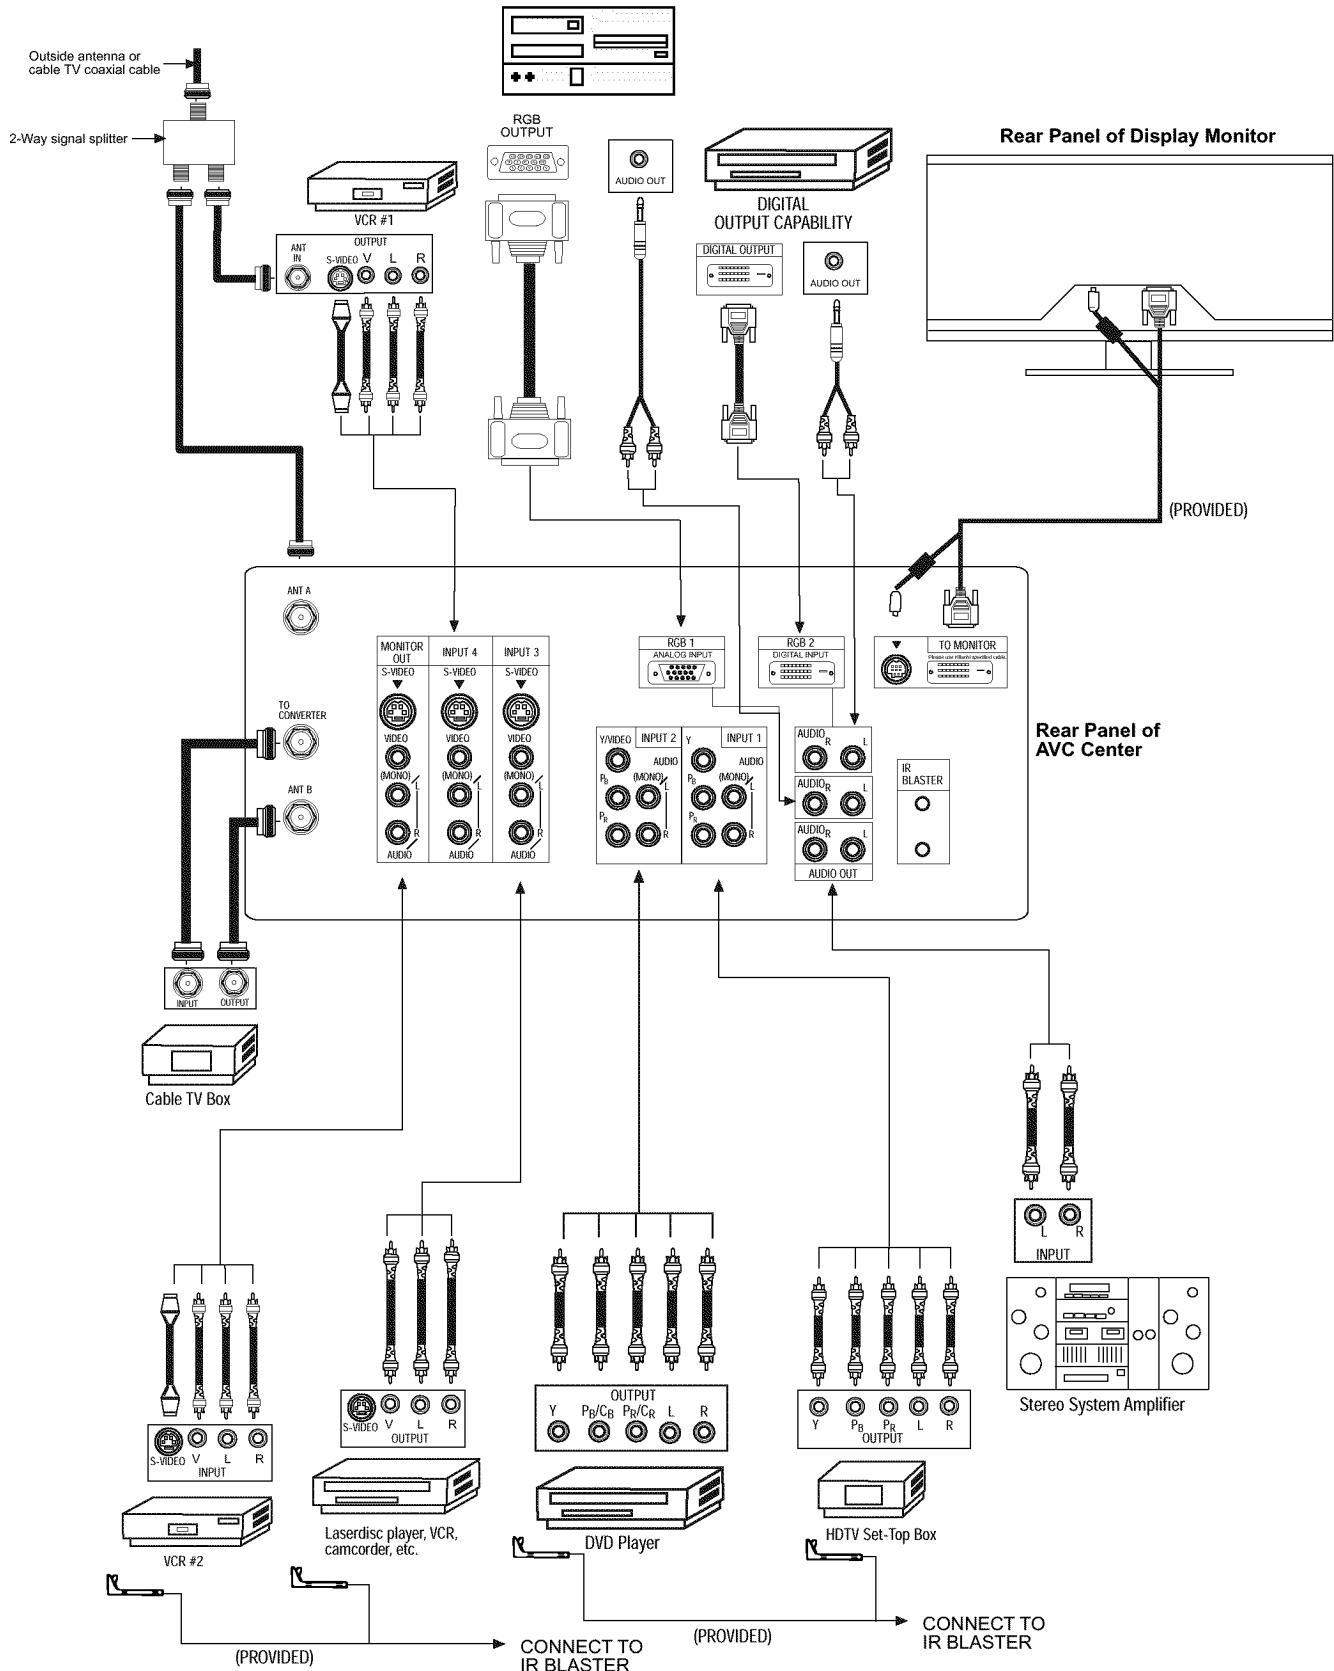 Outside antenna or
cable TV coaxial cable
2-Way signal splitter
RGB
OUTPUT
AUDIO OUT
DIGITAL
OUTPUT CAPABILITY
DIGITAL OUTPUT
AUDIO OUT
Rear Panel of Display Monitor
(PROVIDED)
VCR #1
ANT
IN
OUTPUT
S-VIDEO V L R
ANT A
TO
CONVERTER
ANT B
MONITOR
OUT
INPUT 4
INPUT 3
S-VIDEO
S-VIDEO
S-VIDEO
VIDEO
VIDEO
VIDEO
(MONO)
L
(MONO)
L
(MONO)
L
R
R
R
AUDIO
AUDIO
AUDIO
RGB 1
ANALOG INPUT
RGB 2
DIGITAL INPUT
TO MONITOR
Please use Hitachi specified cable.
Y/VIDEO
INPUT 2
AUDIO
PB
(MONO)
L
PR
R
Y
INPUT 1
AUDIO
PB
(MONO)
L
PR
R
AUDIO R L
AUDIO R L
AUDIO R L
AUDIO OUT
IR
BLASTER
Rear Panel of
AVC Center
INPUT OUTPUT
Cable TV Box
L R
INPUT
Stereo System Amplifier
S-VIDEO V L R
INPUT
VCR #2
S-VIDEO V L R
OUTPUT
Laserdisc player, VCR,
camcorder, etc.
OUTPUT
Y PB/CB PR/CR L R
DVD Player
Y PB PR L R
OUTPUT
HDTV Set-Top Box
(PROVIDED)
CONNECT TO
IR BLASTER
(PROVIDED)
CONNECT TO
IR BLASTER